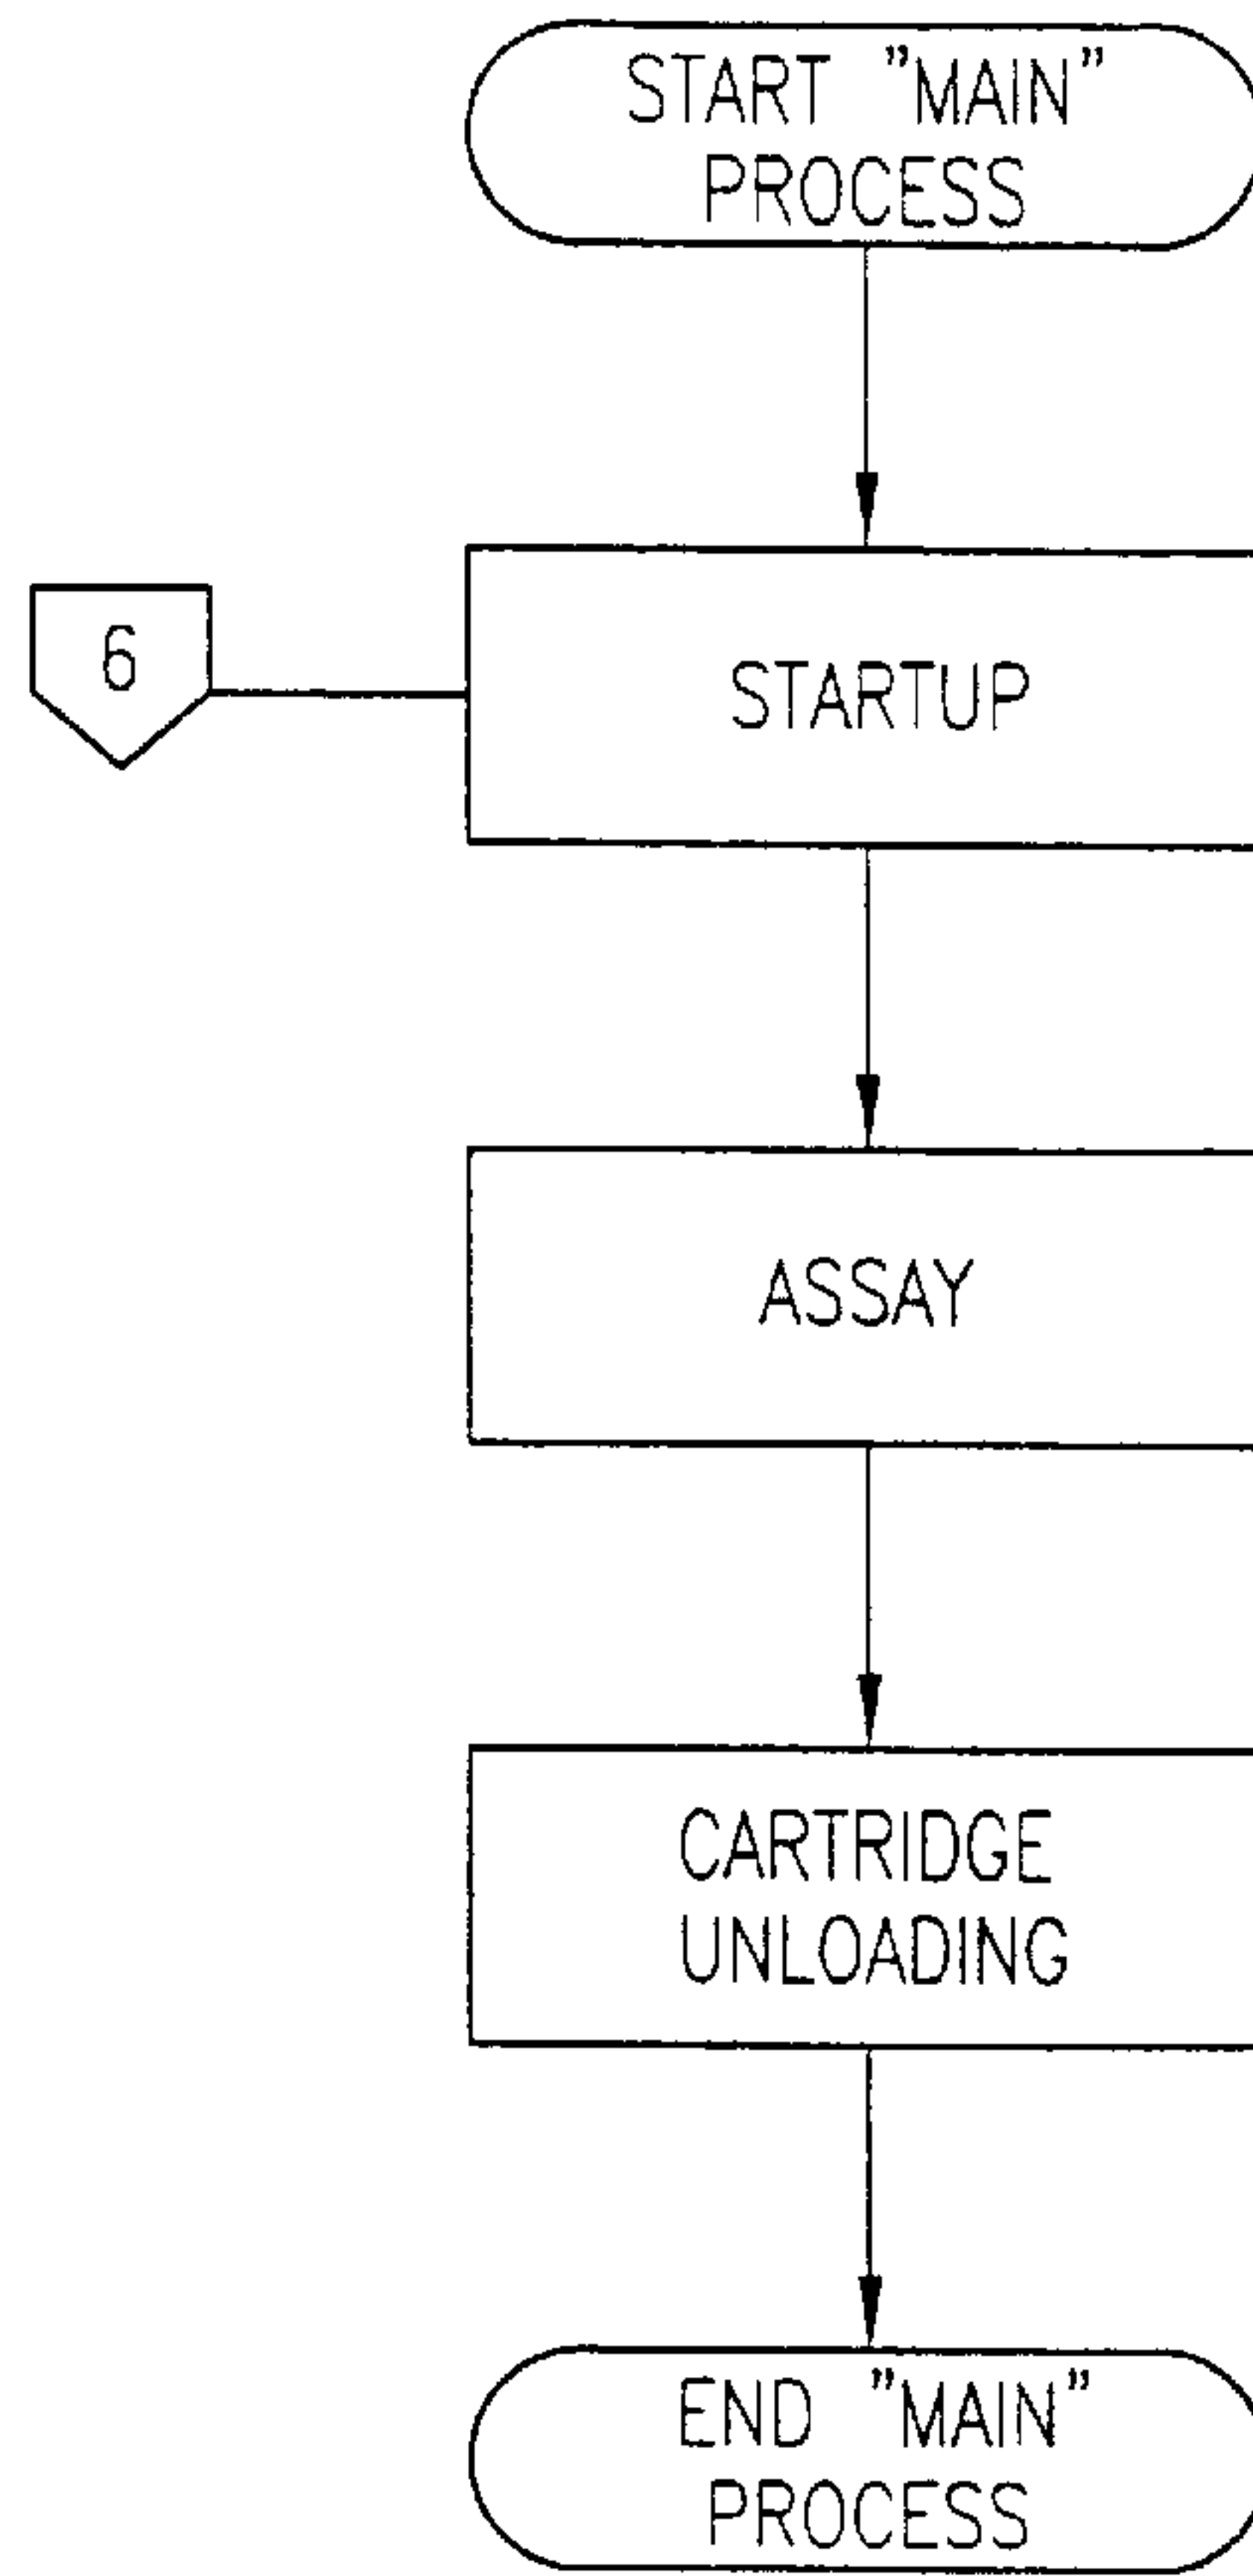 START "MAIN"
PROCESS
6
STARTUP
ASSAY
CARTRIDGE
UNLOADING
END "MAIN"
PROCESS